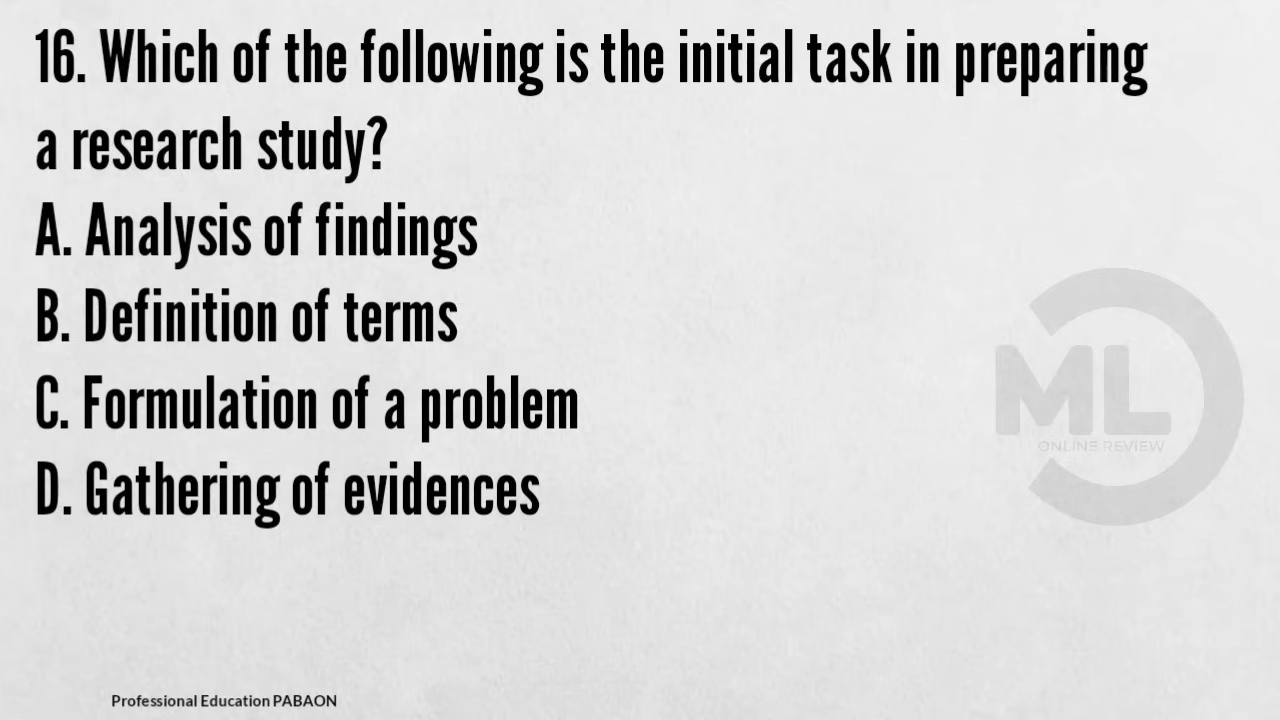 16. Which of the following is the initial task in preparing
a research study?
A. Analysis of findings
B. Definition of terms
C. Formulation of a problem
D. Gathering of evidences
ML
ONLINE REVIEW
Professional Education PABAON